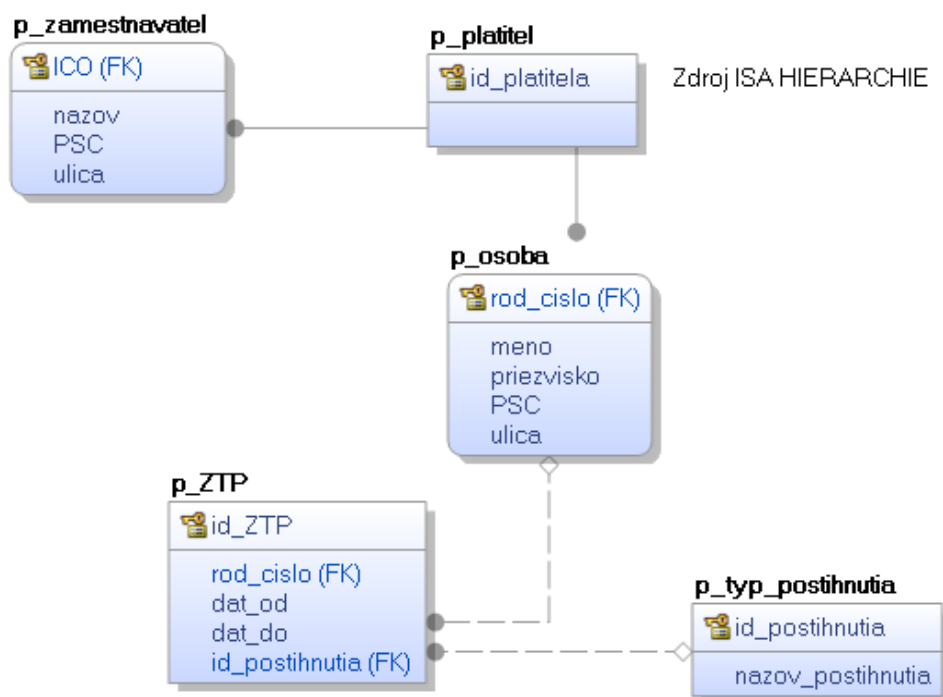 p_zamestnavatel
ICO (FK)
nazov
PSC
ulica
p_platitel
id_platitela
Zdroj ISA HIERARCHIE
p_osoba
rod_cislo (FK)
meno
priezvisko
PSC
ulica
p_ZTP
id_ZTP
rod_cislo (FK)
dat_od
dat_do
id_postihnutia (FK)
p_typ_postihnutia
id_postihnutia
nazov_postihnutia